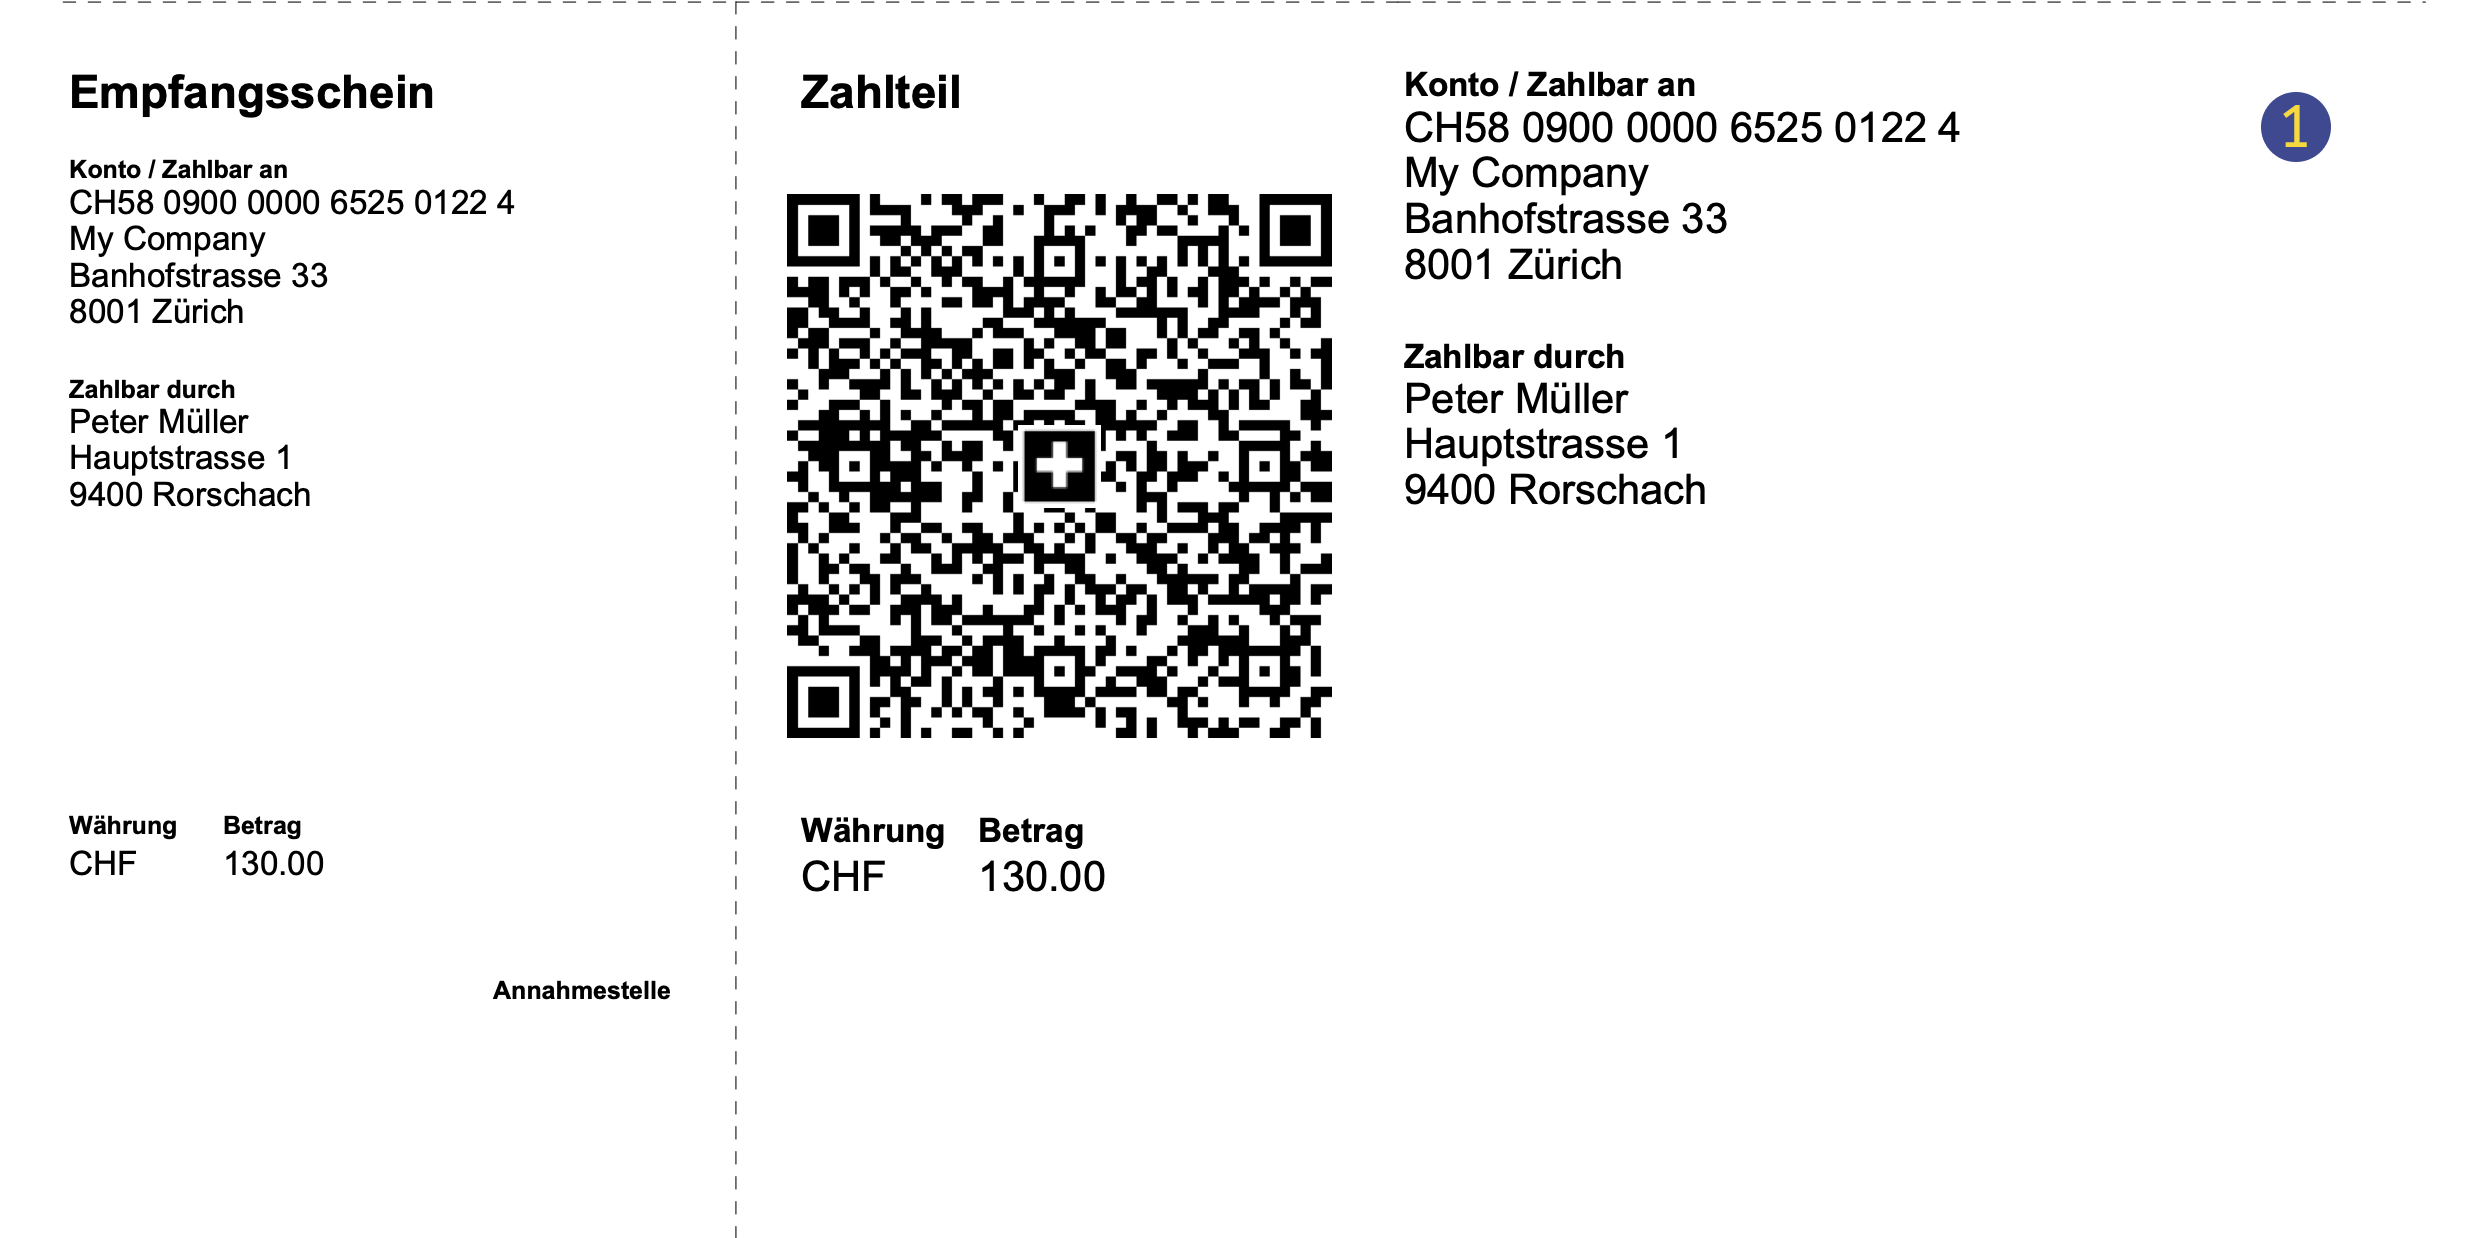 Empfangsschein
Konto / Zahlbar an
CH58 0900 0000 6525 0122 4
My Company
Banhofstrasse 33
8001 Zürich
Zahlbar durch
Peter Müller
Hauptstrasse 1
9400 Rorschach
Währung Betrag
CHF 130.00
Annahmestelle
Zahlteil
Währung Betrag
CHF 130.00
Konto / Zahlbar an
CH58 0900 0000 6525 0122 4
My Company
Banhofstrasse 33
8001 Zürich
Zahlbar durch
Peter Müller
Hauptstrasse 1
9400 Rorschach
1